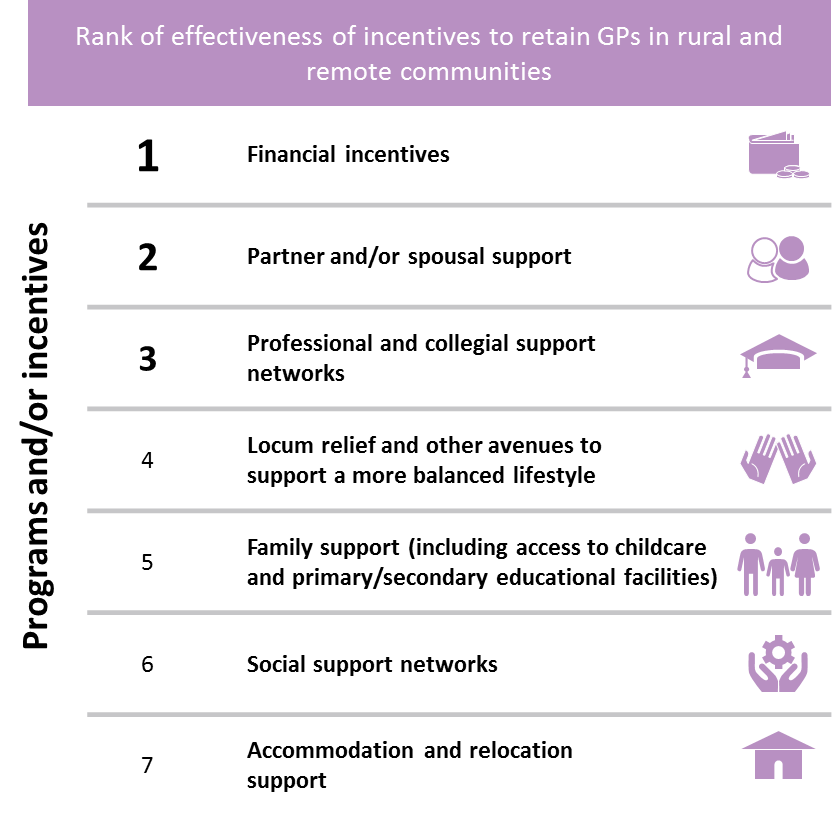 Rank of effectiveness of incentives to retain GPs in rural and
remote communities
Programs and/or incentives
1
Financial incentives
2
Partner and/or spousal support
3
Professional and collegial support
networks
4
Locum relief and other avenues to
support a more balanced lifestyle
5
Family support (including access to childcare
and primary/secondary educational facilities)
6
Social support networks
7
Accommodation and relocation
support